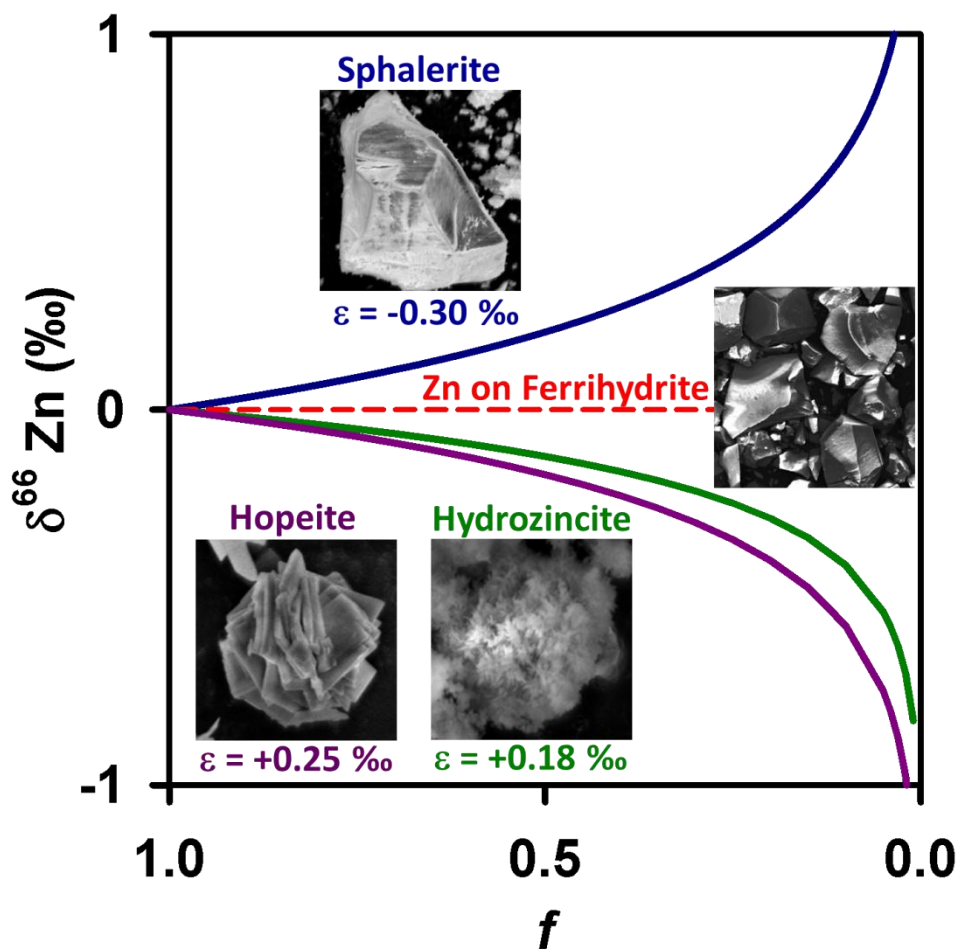 1
Sphalerite
ε = -0.30 ‰
Zn on Ferrihydrite
δ⁶⁶ Zn (‰)
0
Hopeite
Hydrozincite
ε = +0.25 ‰
ε = +0.18 ‰
-1
1.0
0.5
0.0
f